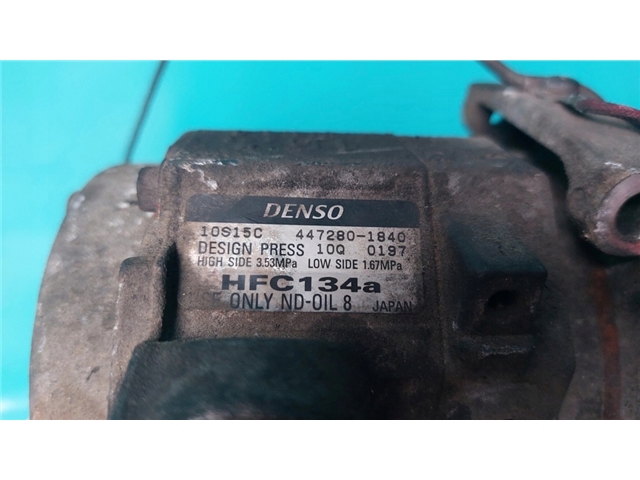 DENSO
10S15C 447280-1840
DESIGN PRESS 10Q 0197
HIGH SIDE 3.53MPa LOW SIDE 1.67MPa
HFC134a
ONLY ND-OIL 8 JAPAN